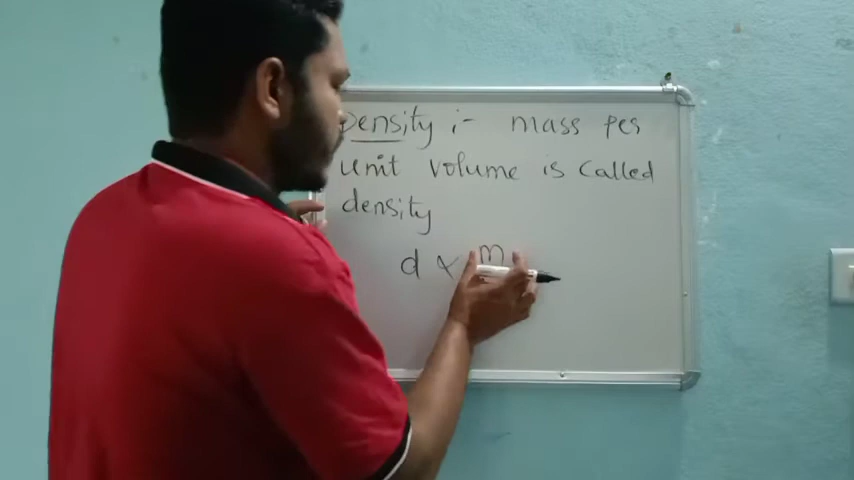 Density :- mass per
unit volume is called
density
d ∝ m